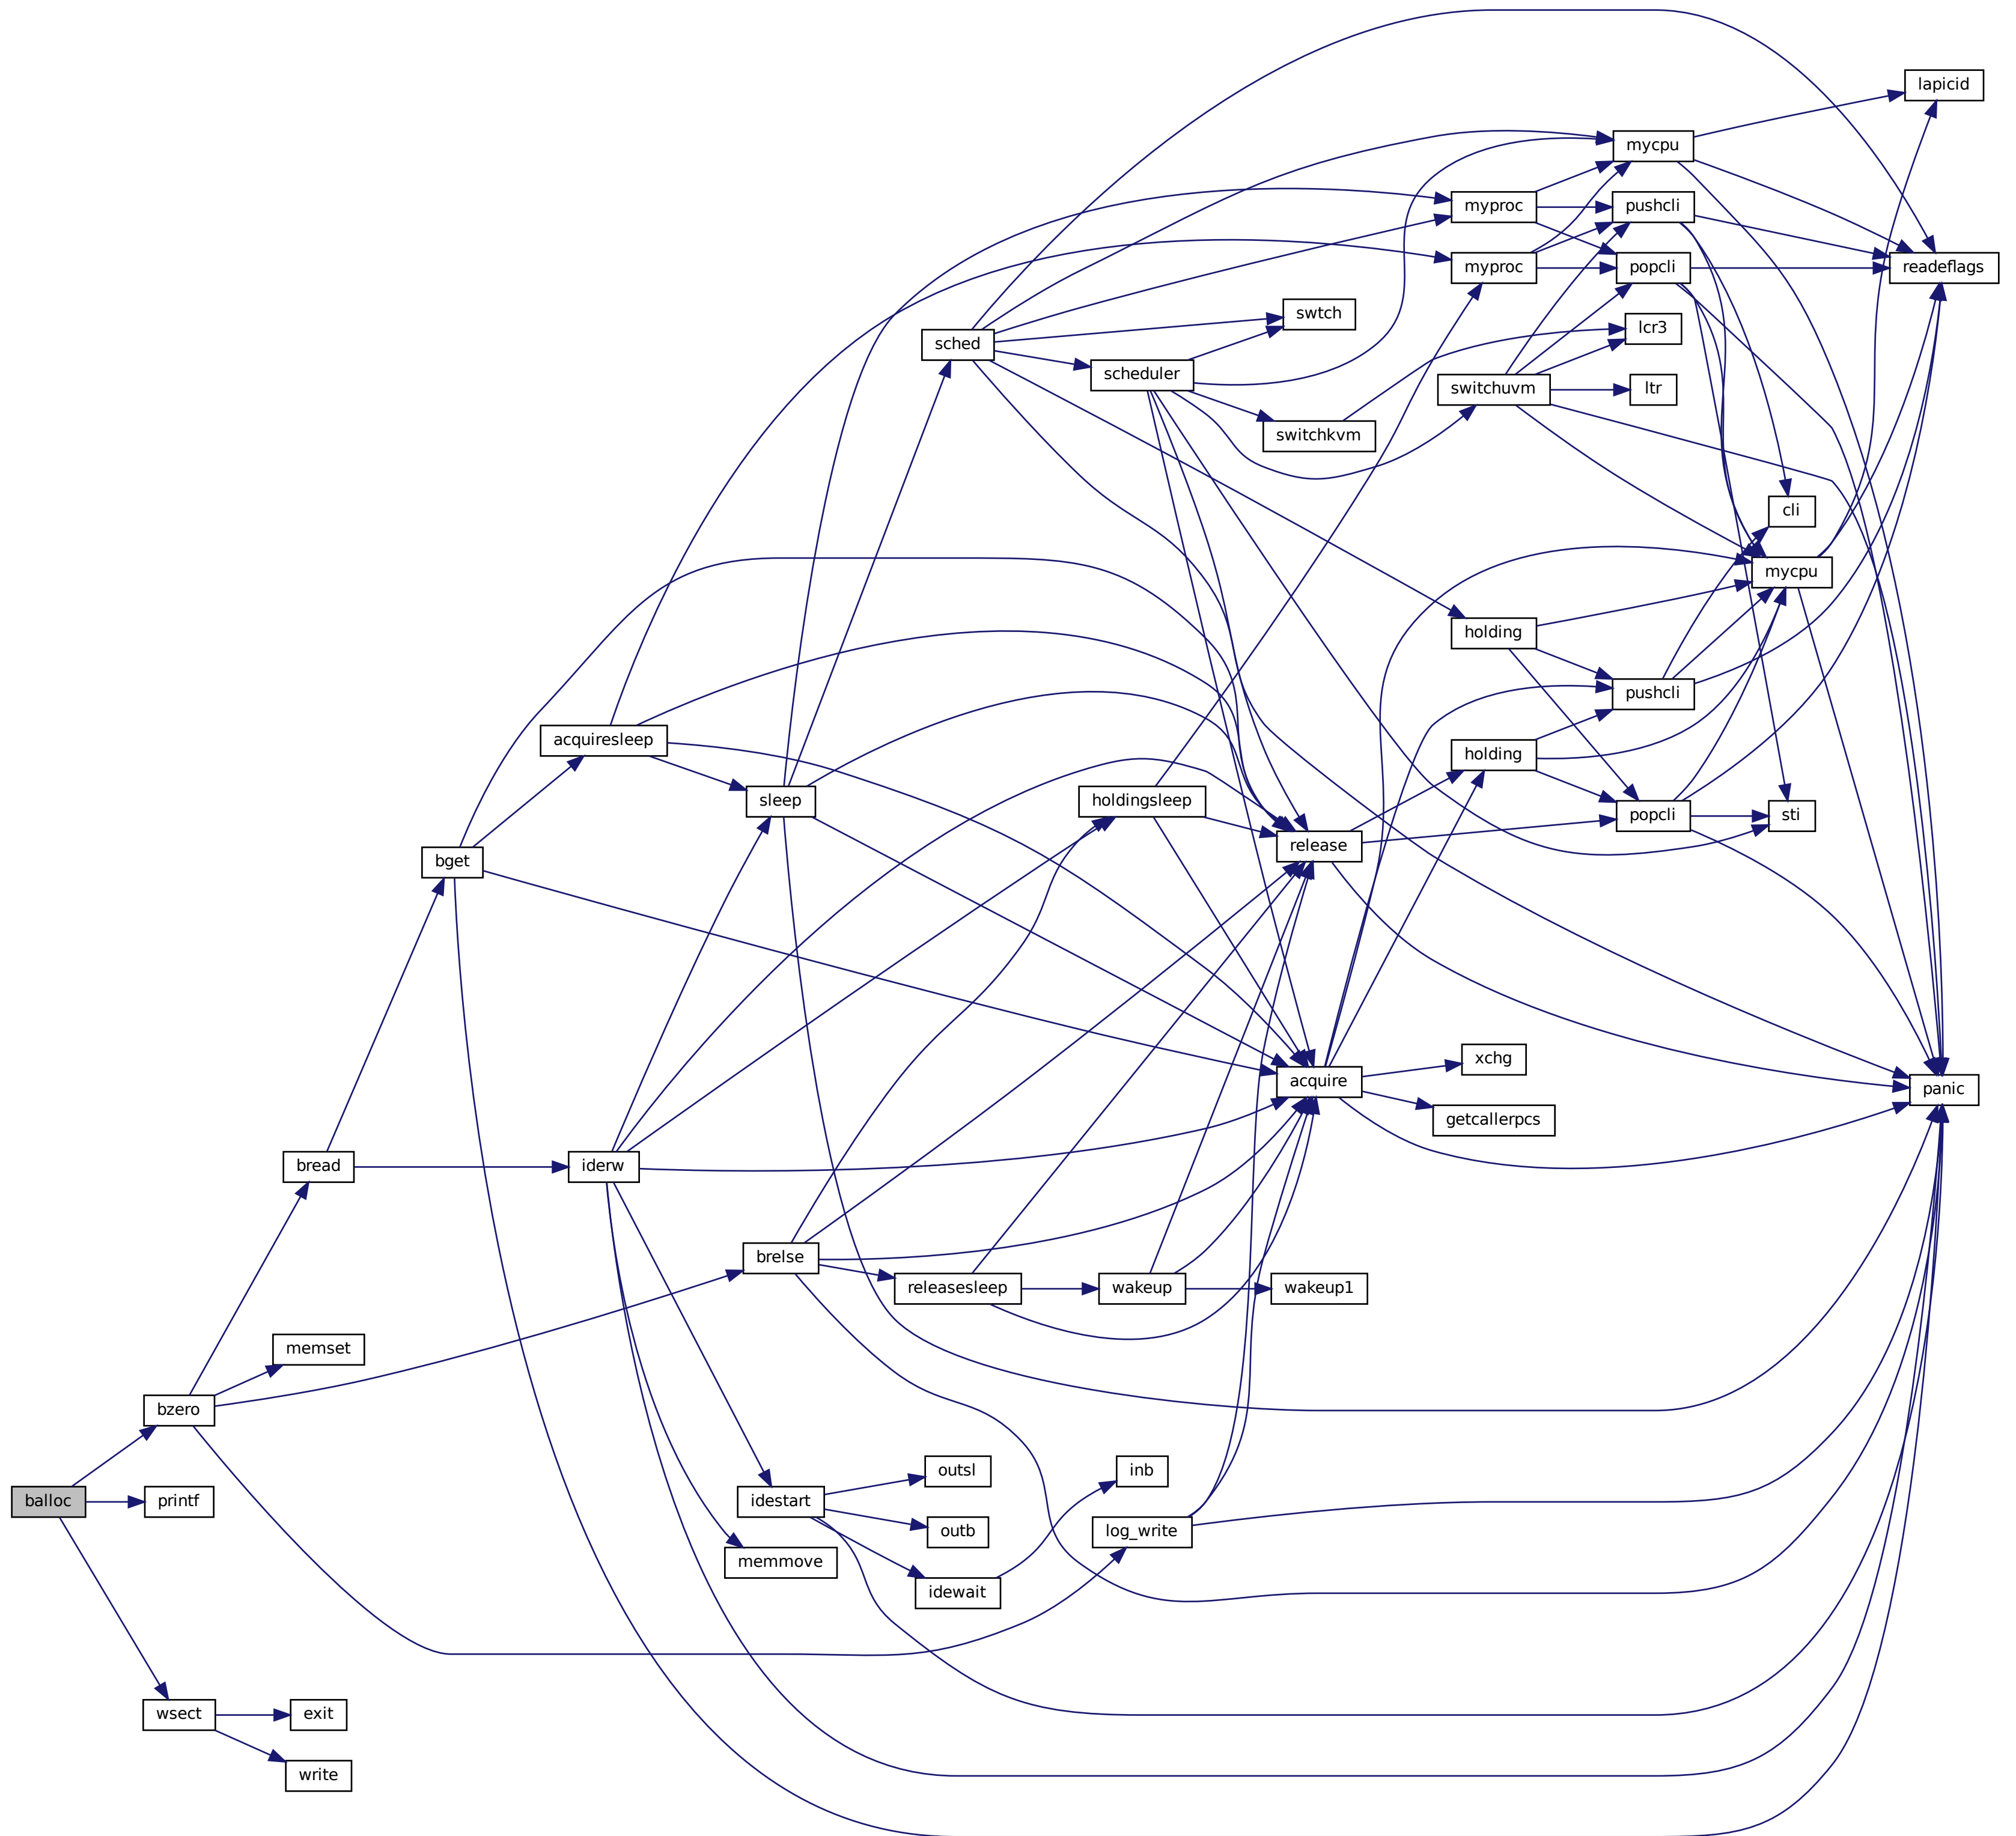 lapicid
mycpu
myproc
pushcli
myproc
popcli
readeflags
swtch
lcr3
sched
scheduler
switchuvm
ltr
switchkvm
cli
mycpu
holding
pushcli
acquiresleep
holding
sleep
holdingsleep
popcli
sti
release
bget
xchg
acquire
panic
getcallerpcs
bread
iderw
brelse
releasesleep
wakeup
wakeup1
memset
bzero
outsl
inb
balloc
printf
idestart
outb
log_write
memmove
idewait
wsect
exit
write